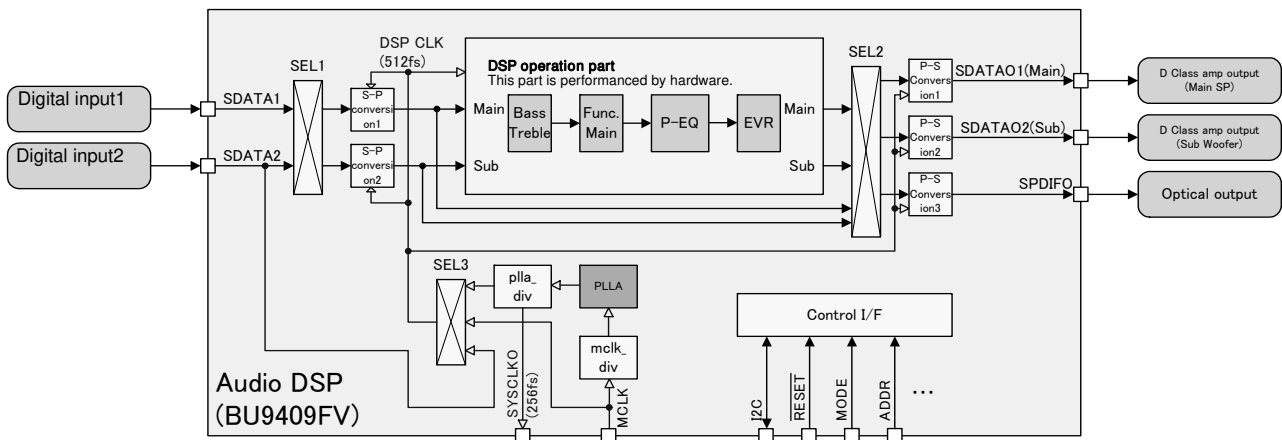 DSP CLK
(512fs)
SEL1
SEL2
DSP operation part
This part is performanced by hardware.
Digital input1
Digital input2
SDATA1
SDATA2
S-P
conversi
on1
S-P
conversi
on2
Main
Sub
Bass
Treble
Func.
Main
P-EQ
EVR
Main
Sub
P-S
Convers
ion1
P-S
Convers
ion2
P-S
Convers
ion3
SDATAO1(Main)
SDATAO2(Sub)
SPDIFO
D Class amp output
(Main SP)
D Class amp output
(Sub Woofer)
Optical output
SEL3
plla_
div
PLLA
mclk_
div
Control I/F
Audio DSP
(BU9409FV)
SYSCLKO
(256fs)
MCLK
I2C
RESET
MODE
ADDR
...